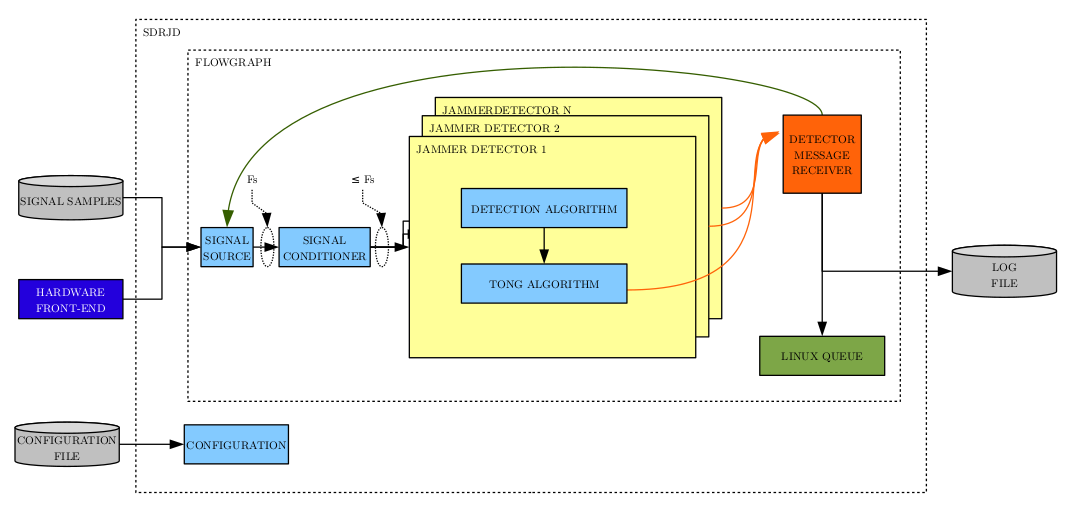 SDRJD
FLOWGRAPH
JAMMERDETECTOR N
JAMMER DETECTOR 2
JAMMER DETECTOR 1
DETECTOR
MESSAGE
RECEIVER
Fs
≤ Fs
SIGNAL SAMPLES
DETECTION ALGORITHM
SIGNAL
SOURCE
SIGNAL
CONDITIONER
TONG ALGORITHM
LOG
FILE
HARDWARE
FRONT-END
LINUX QUEUE
CONFIGURATION
FILE
CONFIGURATION